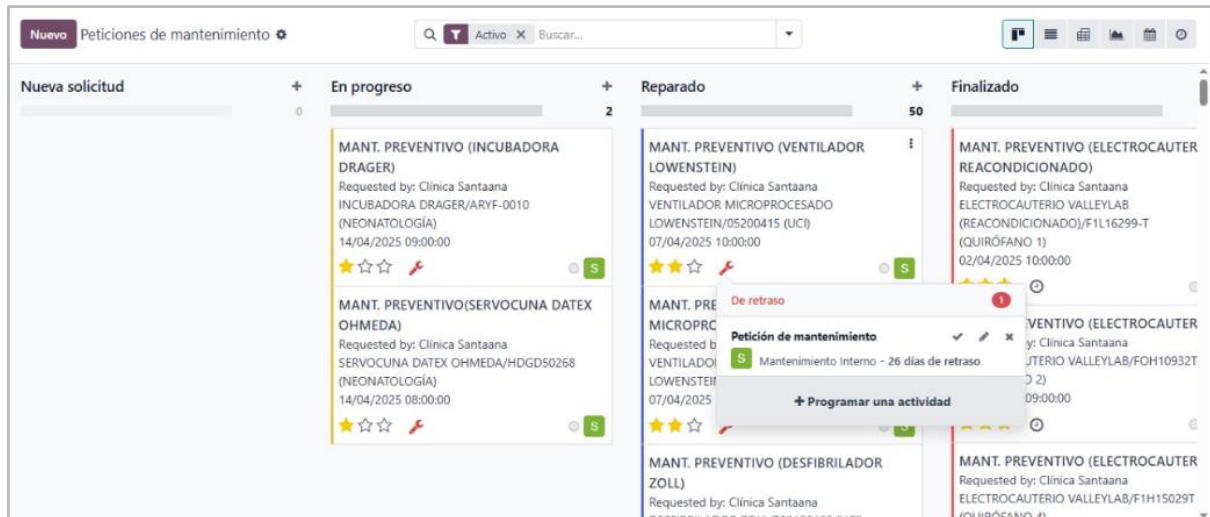 Nuevo Peticiones de mantenimiento
Activo Buscar...
Nueva solicitud
0
En progreso
2
MANT. PREVENTIVO (INCUBADORA
DRAGER)
Requested by: Clínica Santaana
INCUBADORA DRAGER/ARYF-0010
(NEONATOLOGÍA)
14/04/2025 09:00:00
S
MANT. PREVENTIVO(SERVOCUNA DATEX
OHMEDA)
Requested by: Clínica Santaana
SERVOCUNA DATEX OHMEDA/HDGD50268
(NEONATOLOGÍA)
14/04/2025 08:00:00
S
Reparado
50
MANT. PREVENTIVO (VENTILADOR
LOWENSTEIN)
Requested by: Clínica Santaana
VENTILADOR MICROPROCESADO
LOWENSTEIN/05200415 (UCI)
07/04/2025 10:00:00
S
MANT. PRE
MICROPRO
Requested b
VENTILADO
LOWENSTEI
07/04/2025
De retraso 1
Petición de mantenimiento
S Mantenimiento Interno - 26 días de retraso
+ Programar una actividad
MANT. PREVENTIVO (DESFIBRILADOR
ZOLL)
Requested by: Clínica Santaana
Finalizado
MANT. PREVENTIVO (ELECTROCAUTER
REACONDICIONADO)
Requested by: Clínica Santaana
ELECTROCAUTERIO VALLEYLAB
(REACONDICIONADO)/F1L16299-T
(QUIRÓFANO 1)
02/04/2025 10:00:00
VENTIVO (ELECTROCAUTER
y: Clínica Santaana
UTERIO VALLEYLAB/FOH10932T
O 2)
09:00:00
MANT. PREVENTIVO (ELECTROCAUTER
Requested by: Clínica Santaana
ELECTROCAUTERIO VALLEYLAB/F1H15029T